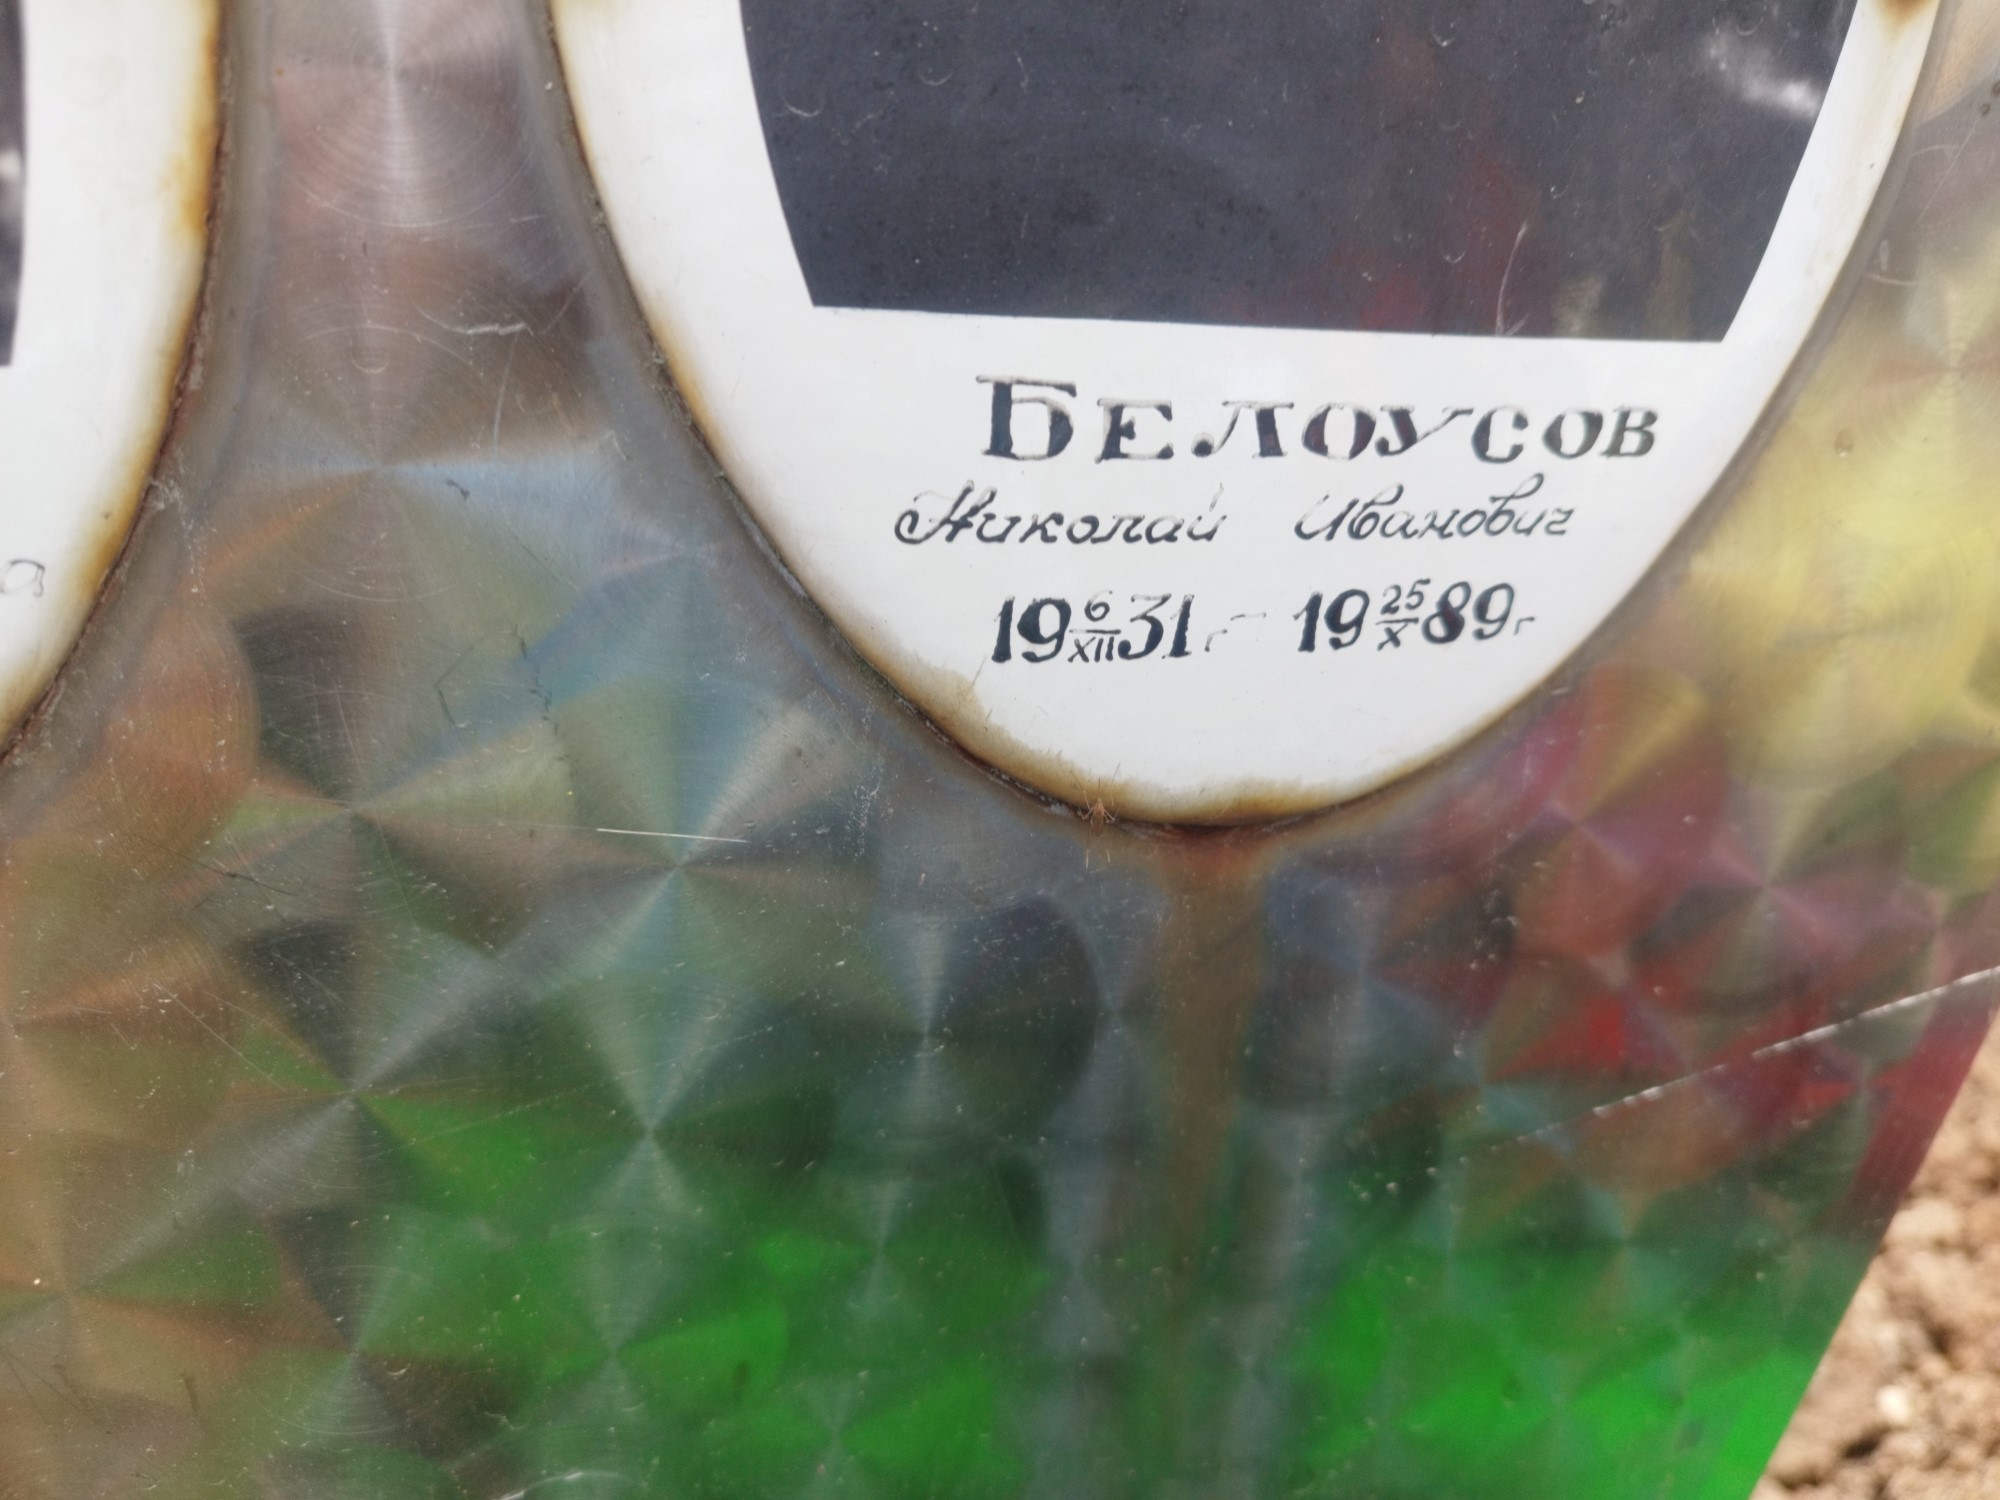 БЕЛОУСОВ
Николай Иванович
19 6/XII 31 г. – 19 25/X 89 г.